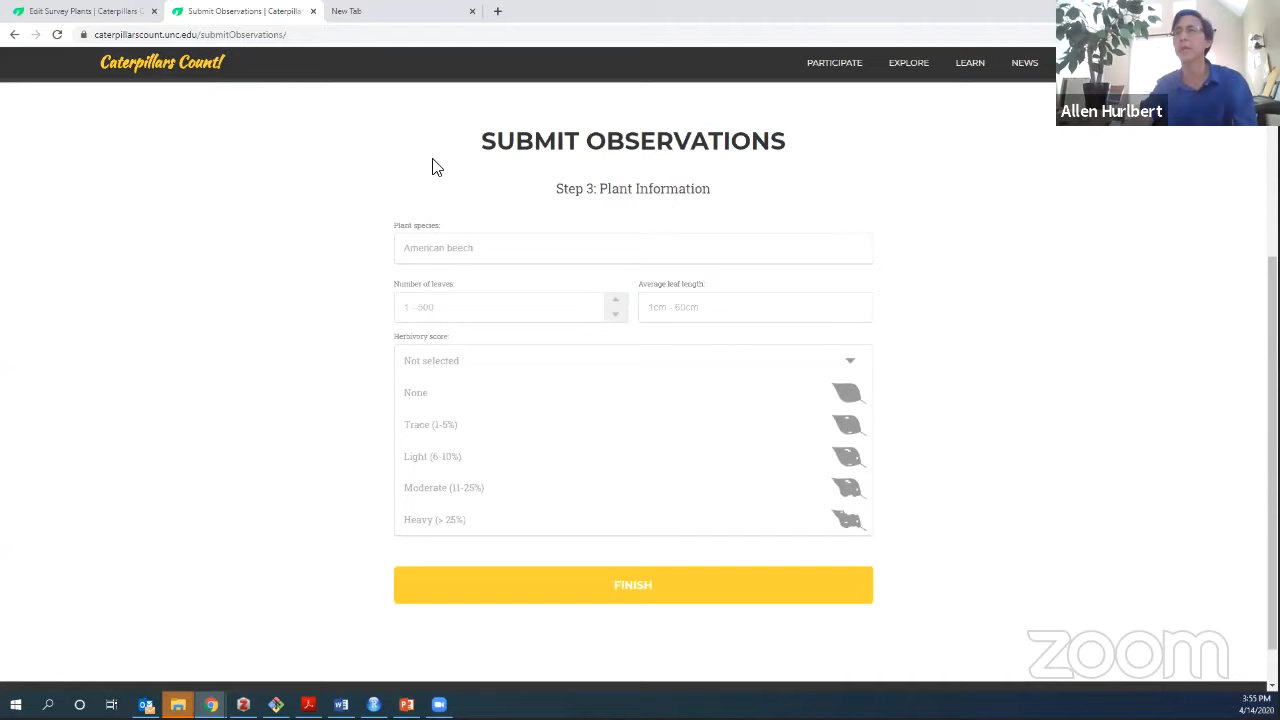 Edit Survey Plants | Caterpillars C
Submit Observations | Caterpilla
New Tab
caterpillarscount.unc.edu/submitObservations/
Caterpillars Count!
PARTICIPATE
EXPLORE
LEARN
NEWS
Allen Hurlbert
SUBMIT OBSERVATIONS
Step 3: Plant Information
Plant species:
American beech
Number of leaves:
Average leaf length:
1 - 500
1cm - 60cm
Herbivory score:
Not selected
None
Trace (1-5%)
Light (6-10%)
Moderate (11-25%)
Heavy (> 25%)
FINISH
zoom
3:55 PM
4/14/2020